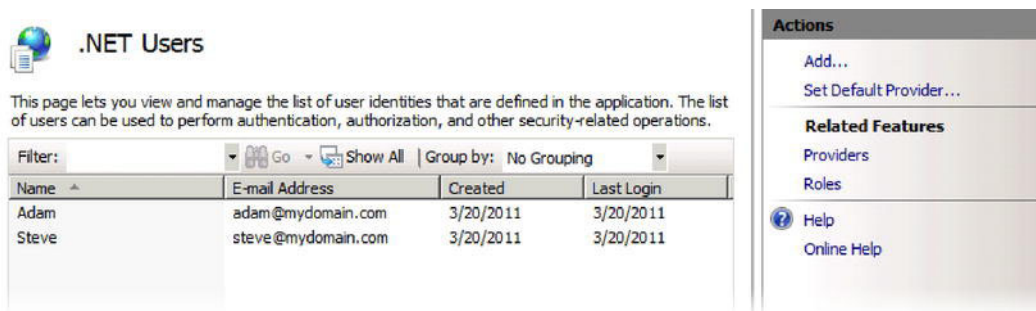 .NET Users
This page lets you view and manage the list of user identities that are defined in the application. The list
of users can be used to perform authentication, authorization, and other security-related operations.
Filter: Go Show All Group by: No Grouping
Name E-mail Address Created Last Login
Adam adam@mydomain.com 3/20/2011 3/20/2011
Steve steve@mydomain.com 3/20/2011 3/20/2011
Actions
Add...
Set Default Provider...
Related Features
Providers
Roles
Help
Online Help